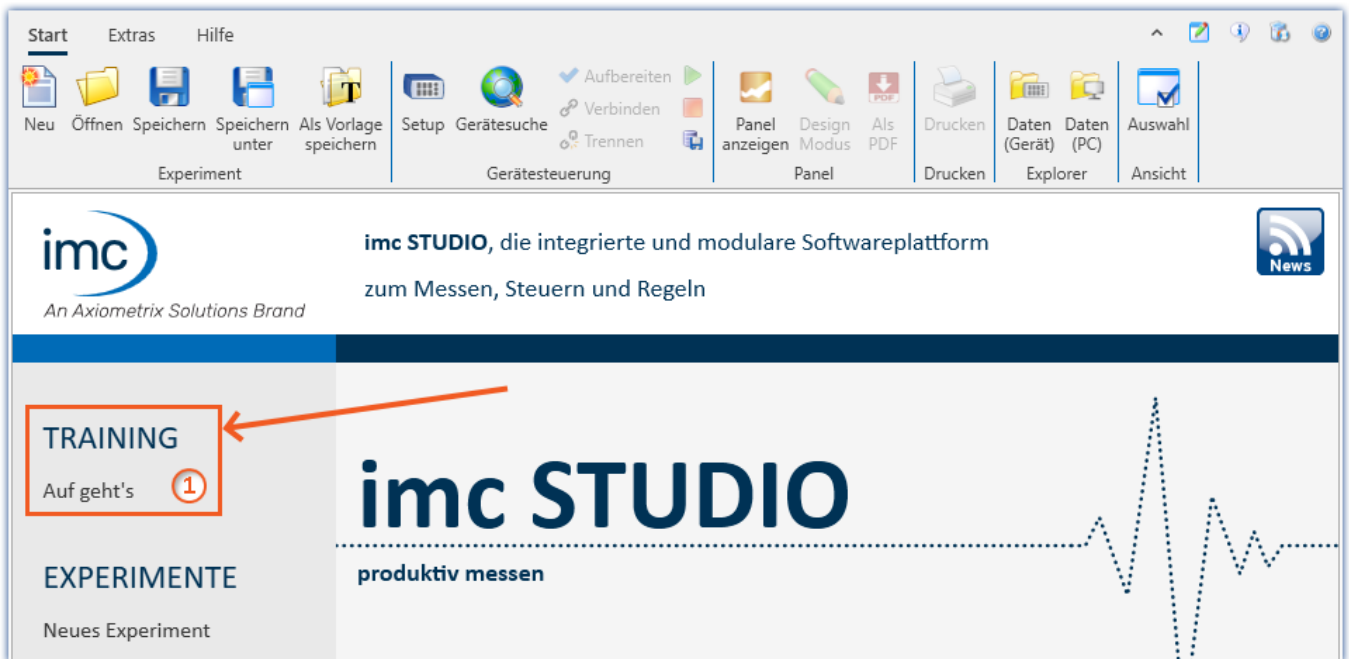 Start Extras Hilfe
Neu Öffnen Speichern Speichern unter Als Vorlage speichern
Experiment
Setup Gerätesuche
Aufbereiten
Verbinden
Trennen
Gerätesteuerung
Panel anzeigen Design Modus Als PDF
PDF
Panel
Drucken
Drucken
Daten (Gerät) Daten (PC)
Explorer
Auswahl
Ansicht
imc
An Axiometrix Solutions Brand
imc STUDIO, die integrierte und modulare Softwareplattform
zum Messen, Steuern und Regeln
News
TRAINING
Auf geht's 1
imc STUDIO
produktiv messen
EXPERIMENTE
Neues Experiment